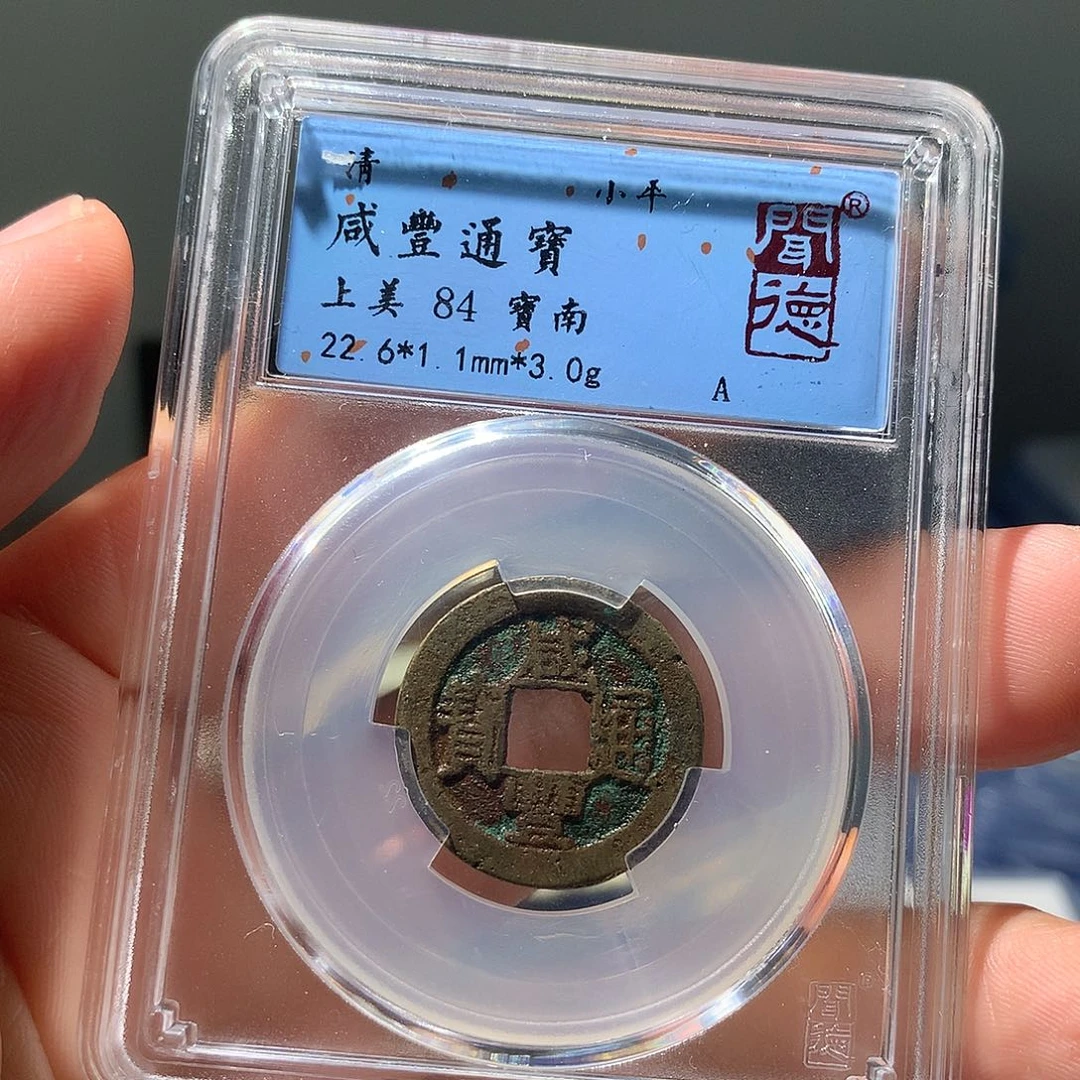 清 小平
咸豐通寶
上美 84 寶南
22.6*1.1mm*3.0g
A
聞德
®
咸豐通寶
聞德